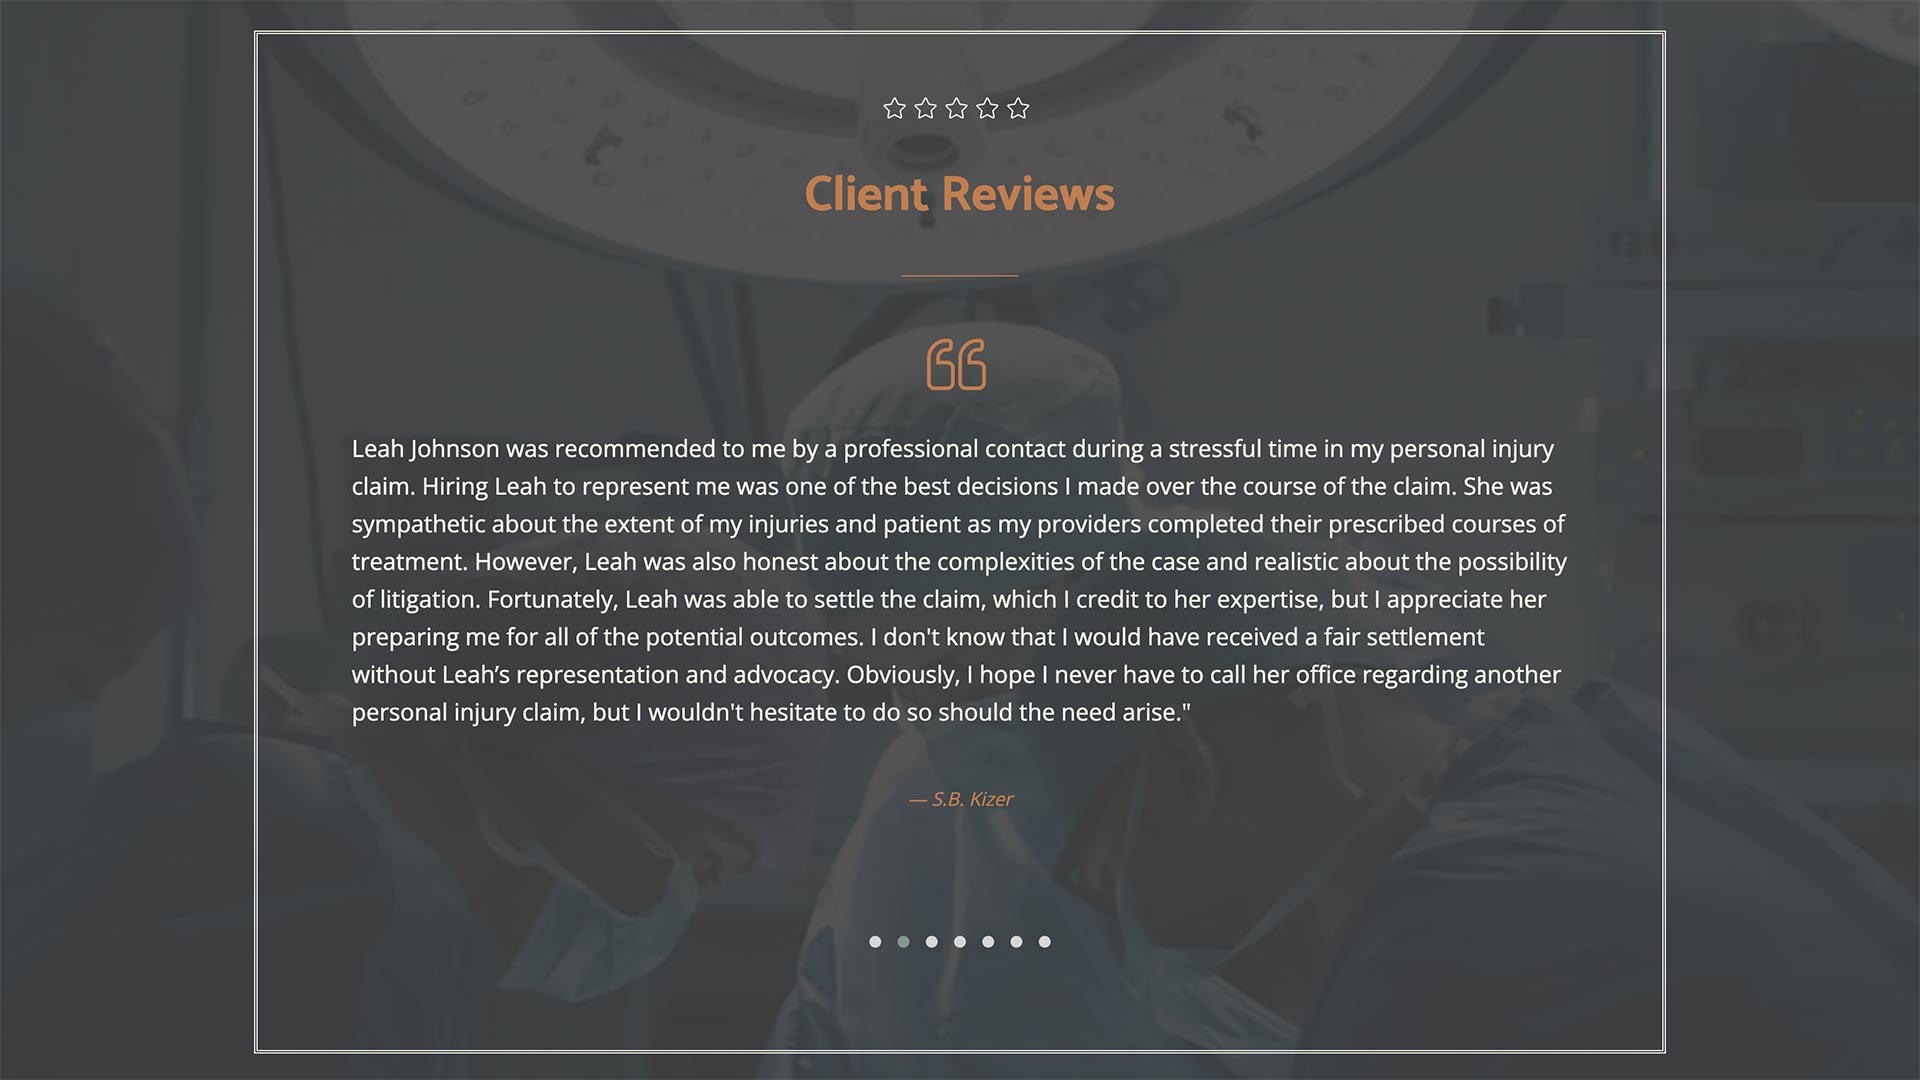 Client Reviews
Leah Johnson was recommended to me by a professional contact during a stressful time in my personal injury
claim. Hiring Leah to represent me was one of the best decisions I made over the course of the claim. She was
sympathetic about the extent of my injuries and patient as my providers completed their prescribed courses of
treatment. However, Leah was also honest about the complexities of the case and realistic about the possibility
of litigation. Fortunately, Leah was able to settle the claim, which I credit to her expertise, but I appreciate her
preparing me for all of the potential outcomes. I don't know that I would have received a fair settlement
without Leah’s representation and advocacy. Obviously, I hope I never have to call her office regarding another
personal injury claim, but I wouldn't hesitate to do so should the need arise."
— S.B. Kizer